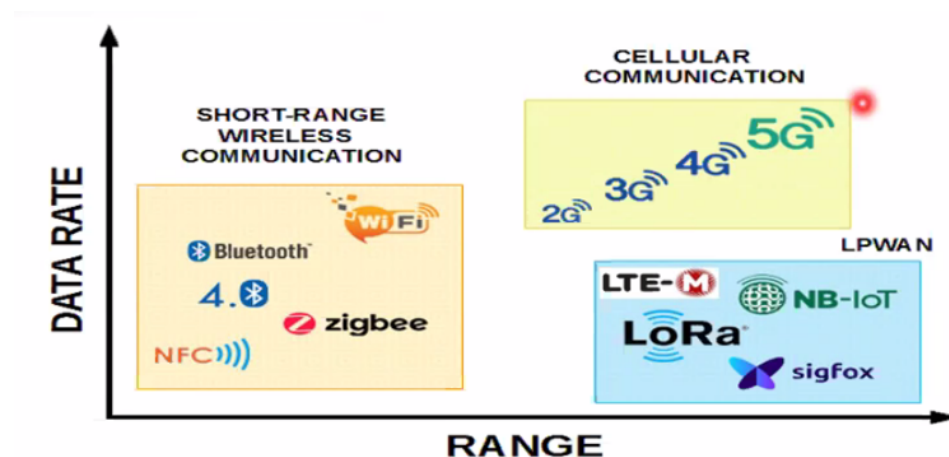 CELLULAR
COMMUNICATION
SHORT-RANGE
WIRELESS
COMMUNICATION
5G
4G
3G
2G
WiFi
Bluetooth™
4.0
zigbee
NFC
LPWAN
LTE-M
NB-IoT
LoRa®
sigfox
DATA RATE
RANGE